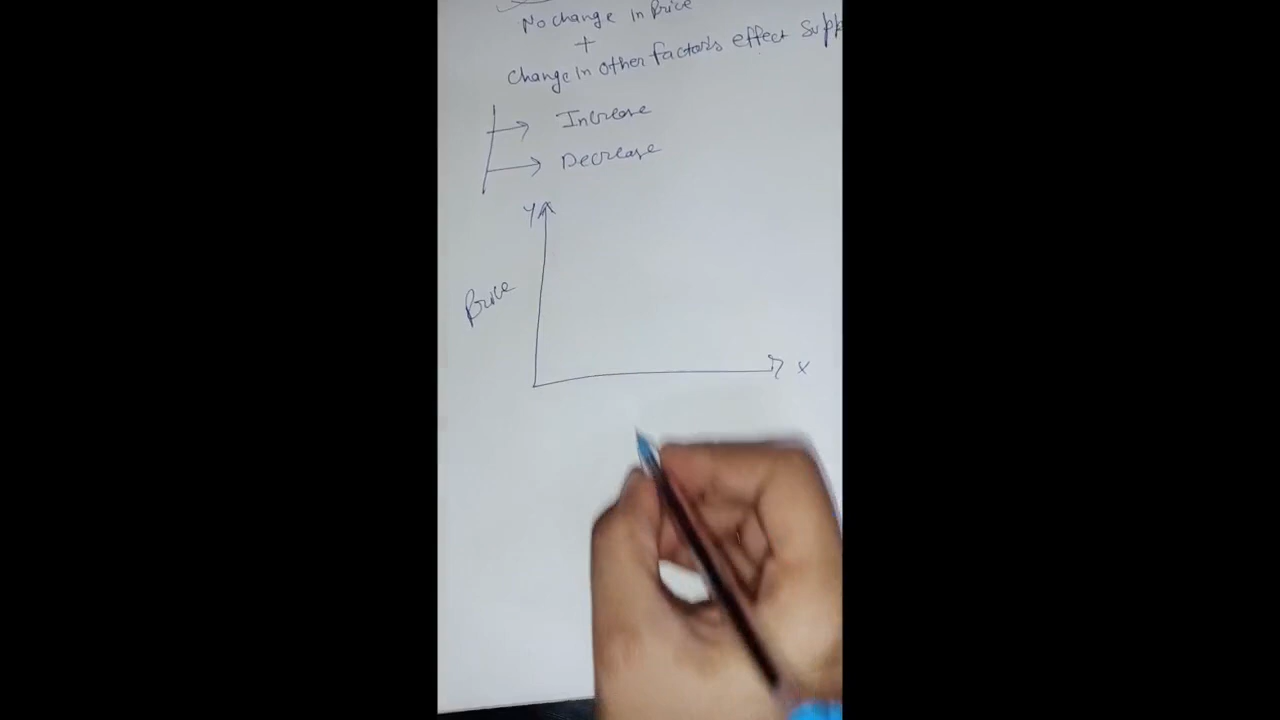 No change in Price
+
Change In other factors effect Supp
Increase
Decrease
Y
Price
X